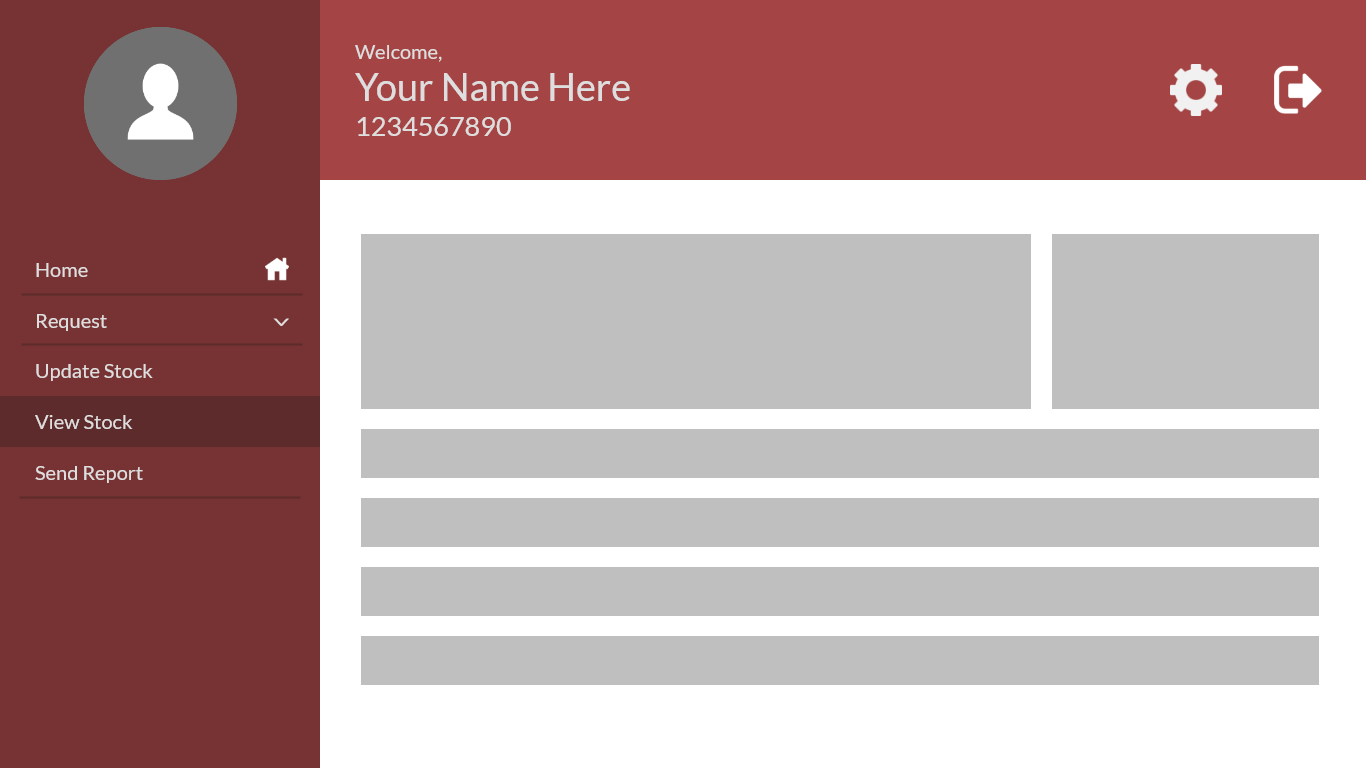 Welcome,
Your Name Here
1234567890
Home
Request
Update Stock
View Stock
Send Report